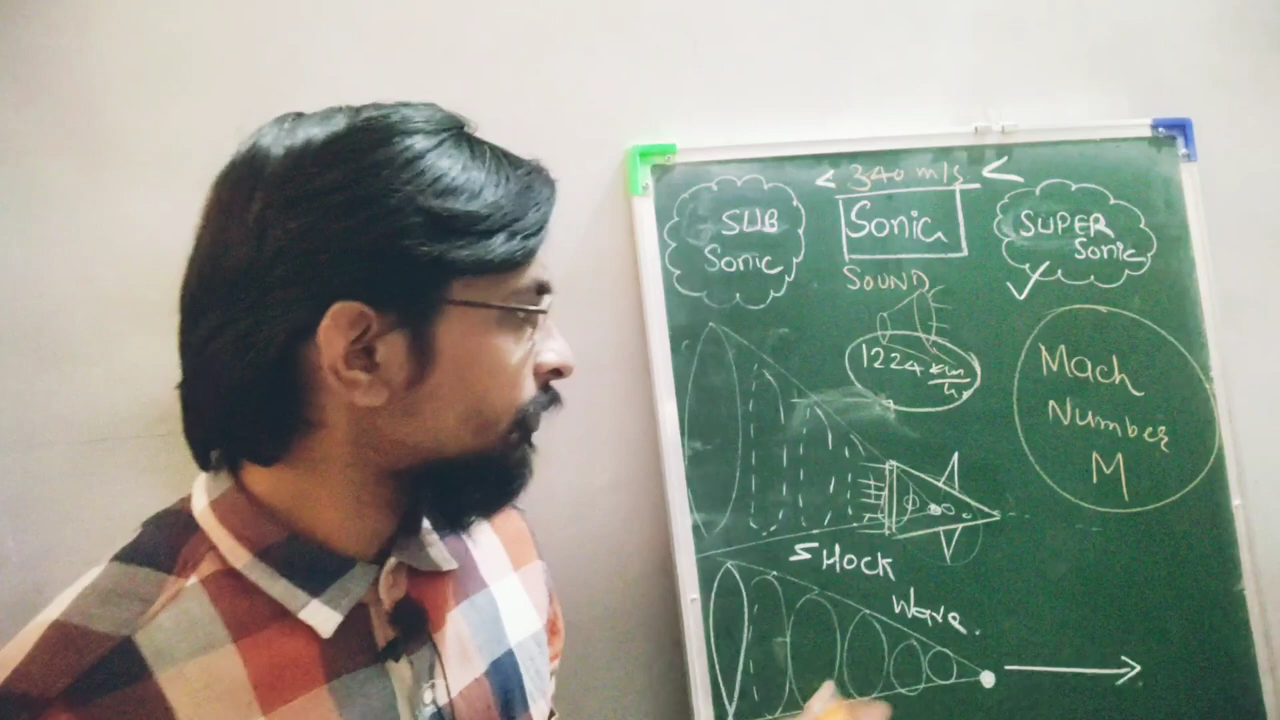 < 340 m/s <
SUB
Sonic
Sonic
SUPER
Sonic
SOUND
1224 km/h
Mach
Number
M
SHOCK
Wave.